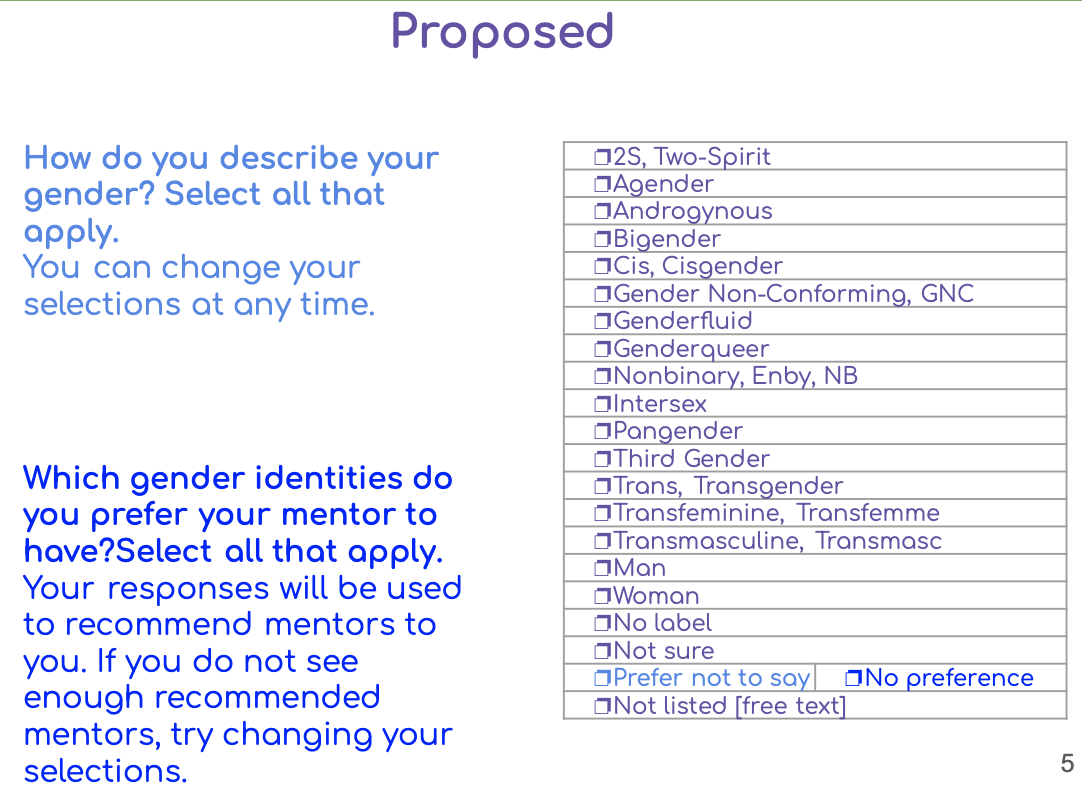 Proposed
How do you describe your
gender? Select all that
apply.
You can change your
selections at any time.
Which gender identities do
you prefer your mentor to
have?Select all that apply.
Your responses will be used
to recommend mentors to
you. If you do not see
enough recommended
mentors, try changing your
selections.
❐2S, Two-Spirit
❐Agender
❐Androgynous
❐Bigender
❐Cis, Cisgender
❐Gender Non-Conforming, GNC
❐Genderfluid
❐Genderqueer
❐Nonbinary, Enby, NB
❐Intersex
❐Pangender
❐Third Gender
❐Trans, Transgender
❐Transfeminine, Transfemme
❐Transmasculine, Transmasc
❐Man
❐Woman
❐No label
❐Not sure
❐Prefer not to say ❐No preference
❐Not listed [free text]
5